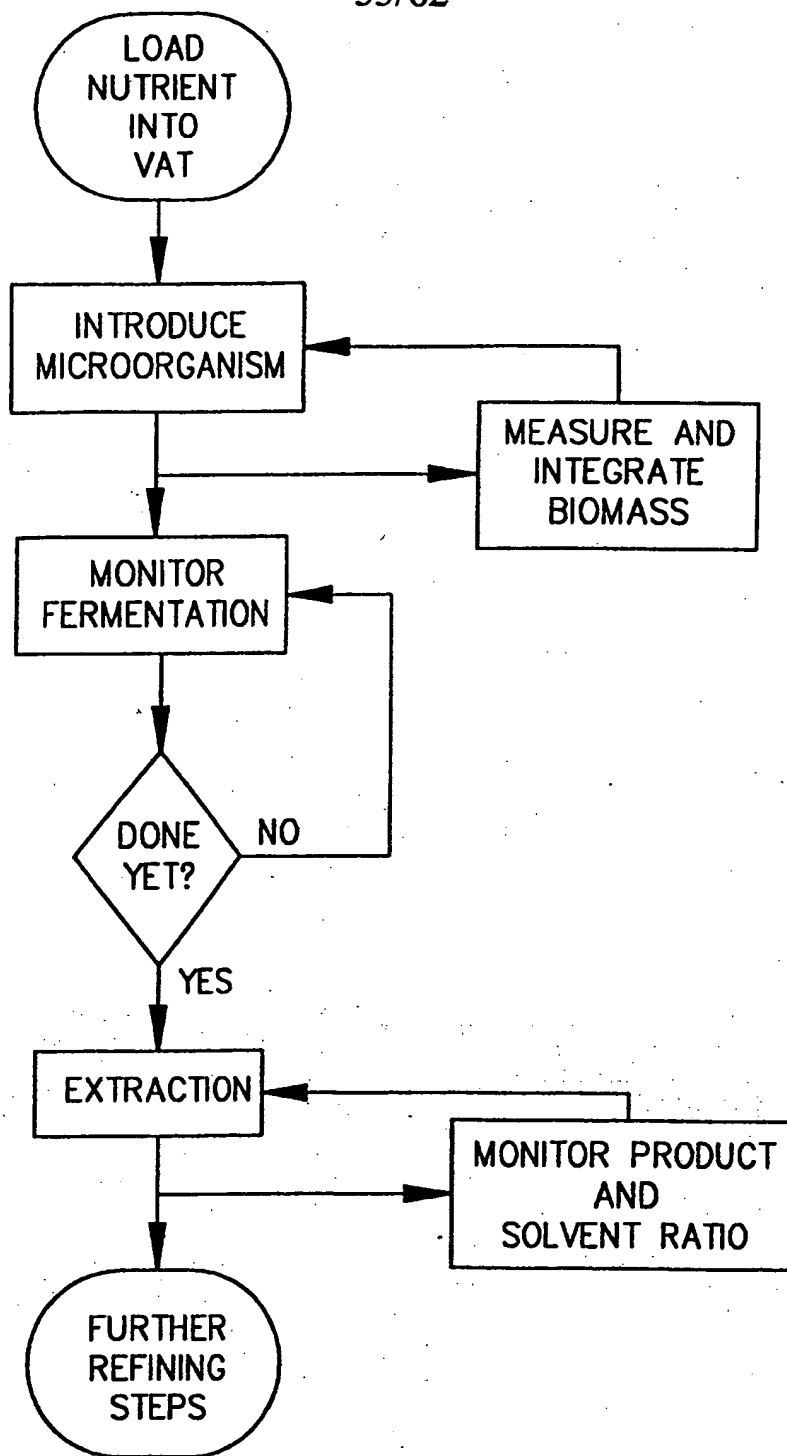 LOAD
NUTRIENT
INTO
VAT
INTRODUCE
MICROORGANISM
MEASURE AND
INTEGRATE
BIOMASS
MONITOR
FERMENTATION
DONE
YET?
NO
YES
EXTRACTION
MONITOR PRODUCT
AND
SOLVENT RATIO
FURTHER
REFINING
STEPS